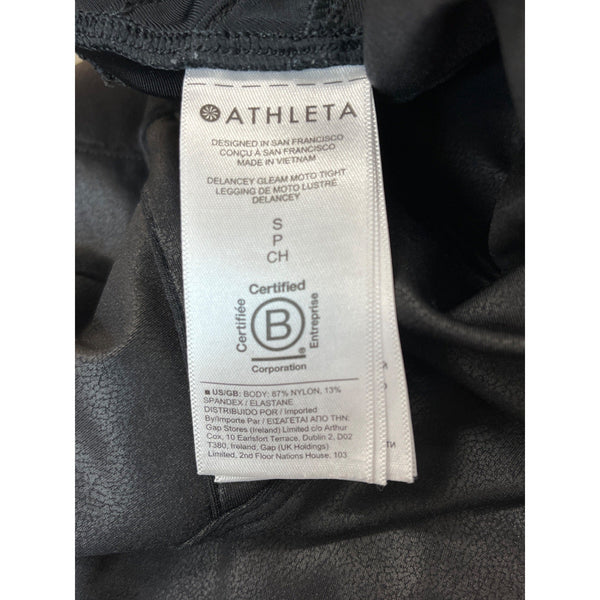 ATHLETA
DESIGNED IN SAN FRANCISCO
CONÇU À SAN FRANCISCO
MADE IN VIETNAM
DELANCEY GLEAM MOTO TIGHT
LEGGING DE MOTO LUSTRÉ
DELANCEY
S
P
CH
Certified
Certifiée
B
Entreprise
®
Corporation
US/GB: BODY: 87% NYLON, 13%
SPANDEX / ELASTANE
DISTRIBUIDO POR / Imported
By/Importe Par / ΕΙΣΑΓΕΤΑΙ ΑΠΟ ΤΗΝ:
Gap Stores (Ireland) Limited c/o Arthur
Cox, 10 Earlsfort Terrace, Dublin 2, D02
T380, Ireland, Gap (UK Holdings)
Limited, 2nd Floor Nations House, 103